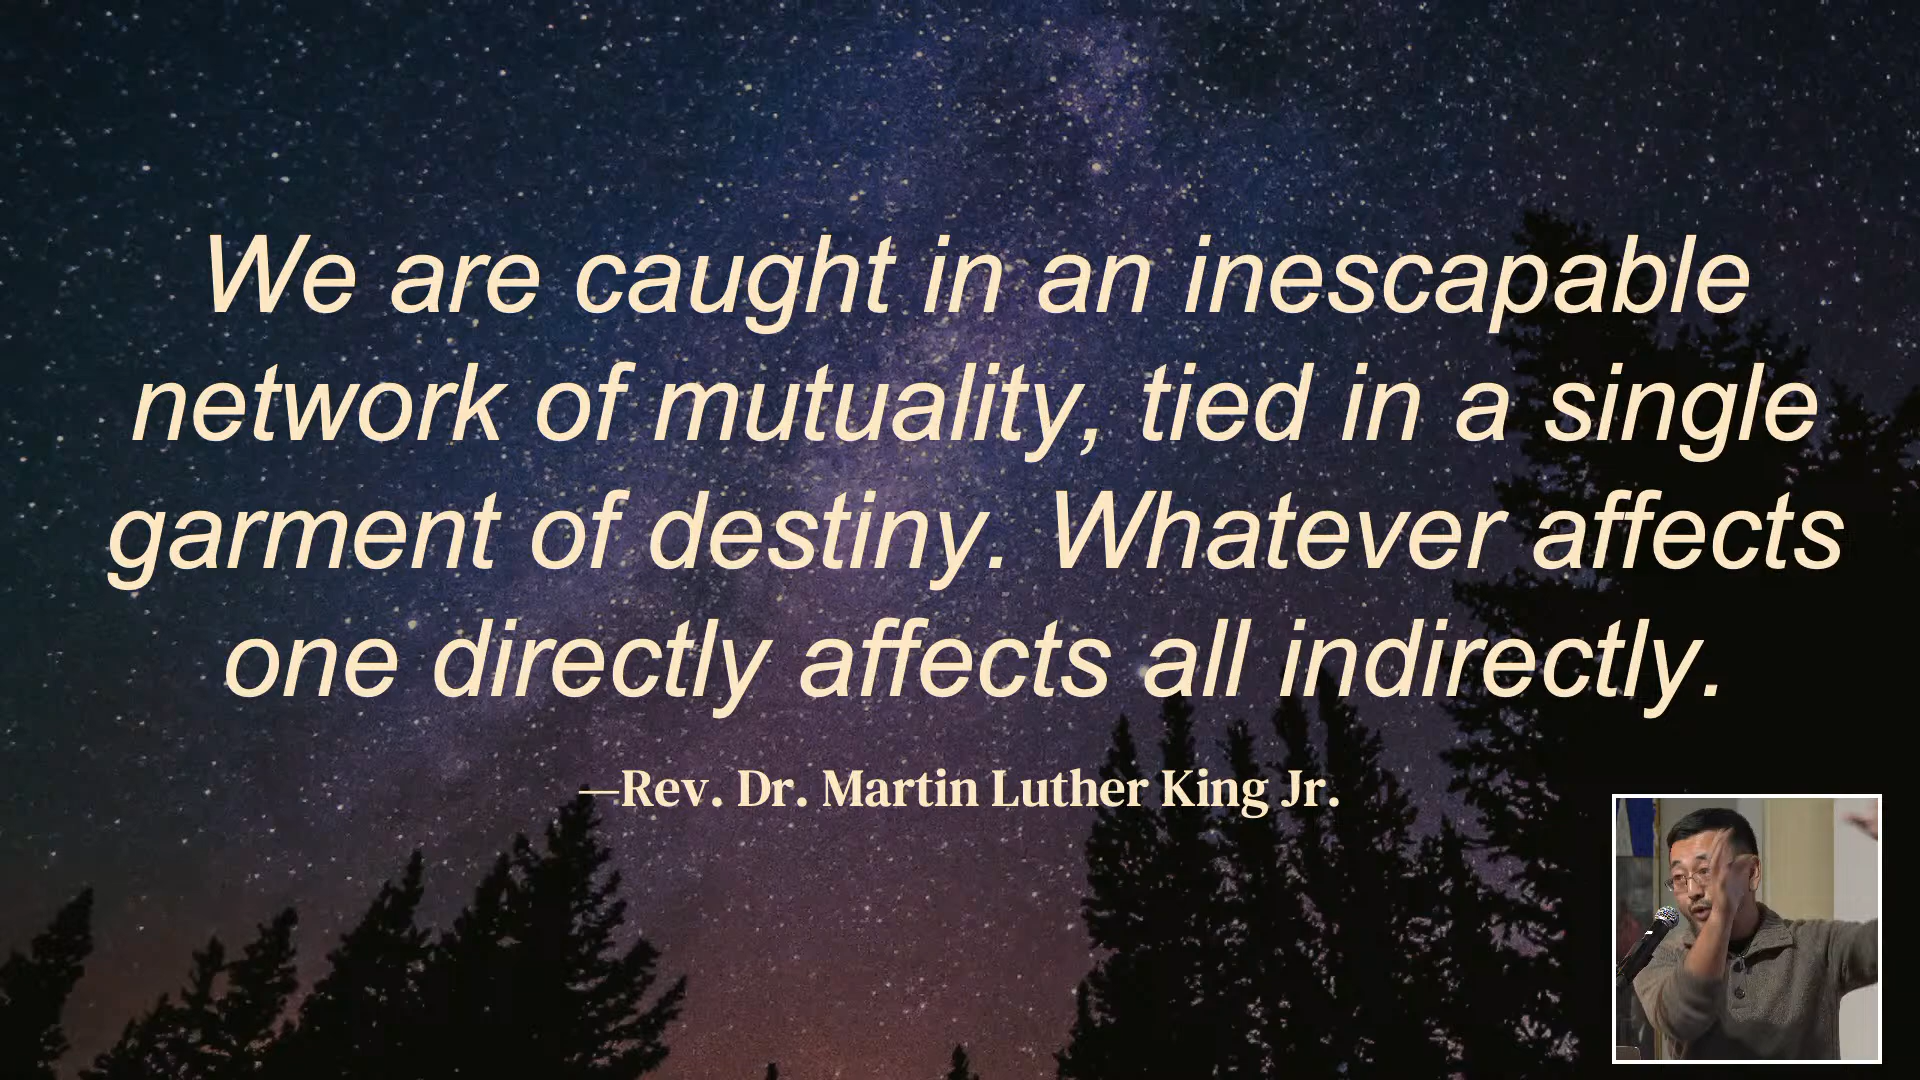 We are caught in an inescapable
network of mutuality, tied in a single
garment of destiny. Whatever affects
one directly affects all indirectly.
—Rev. Dr. Martin Luther King Jr.